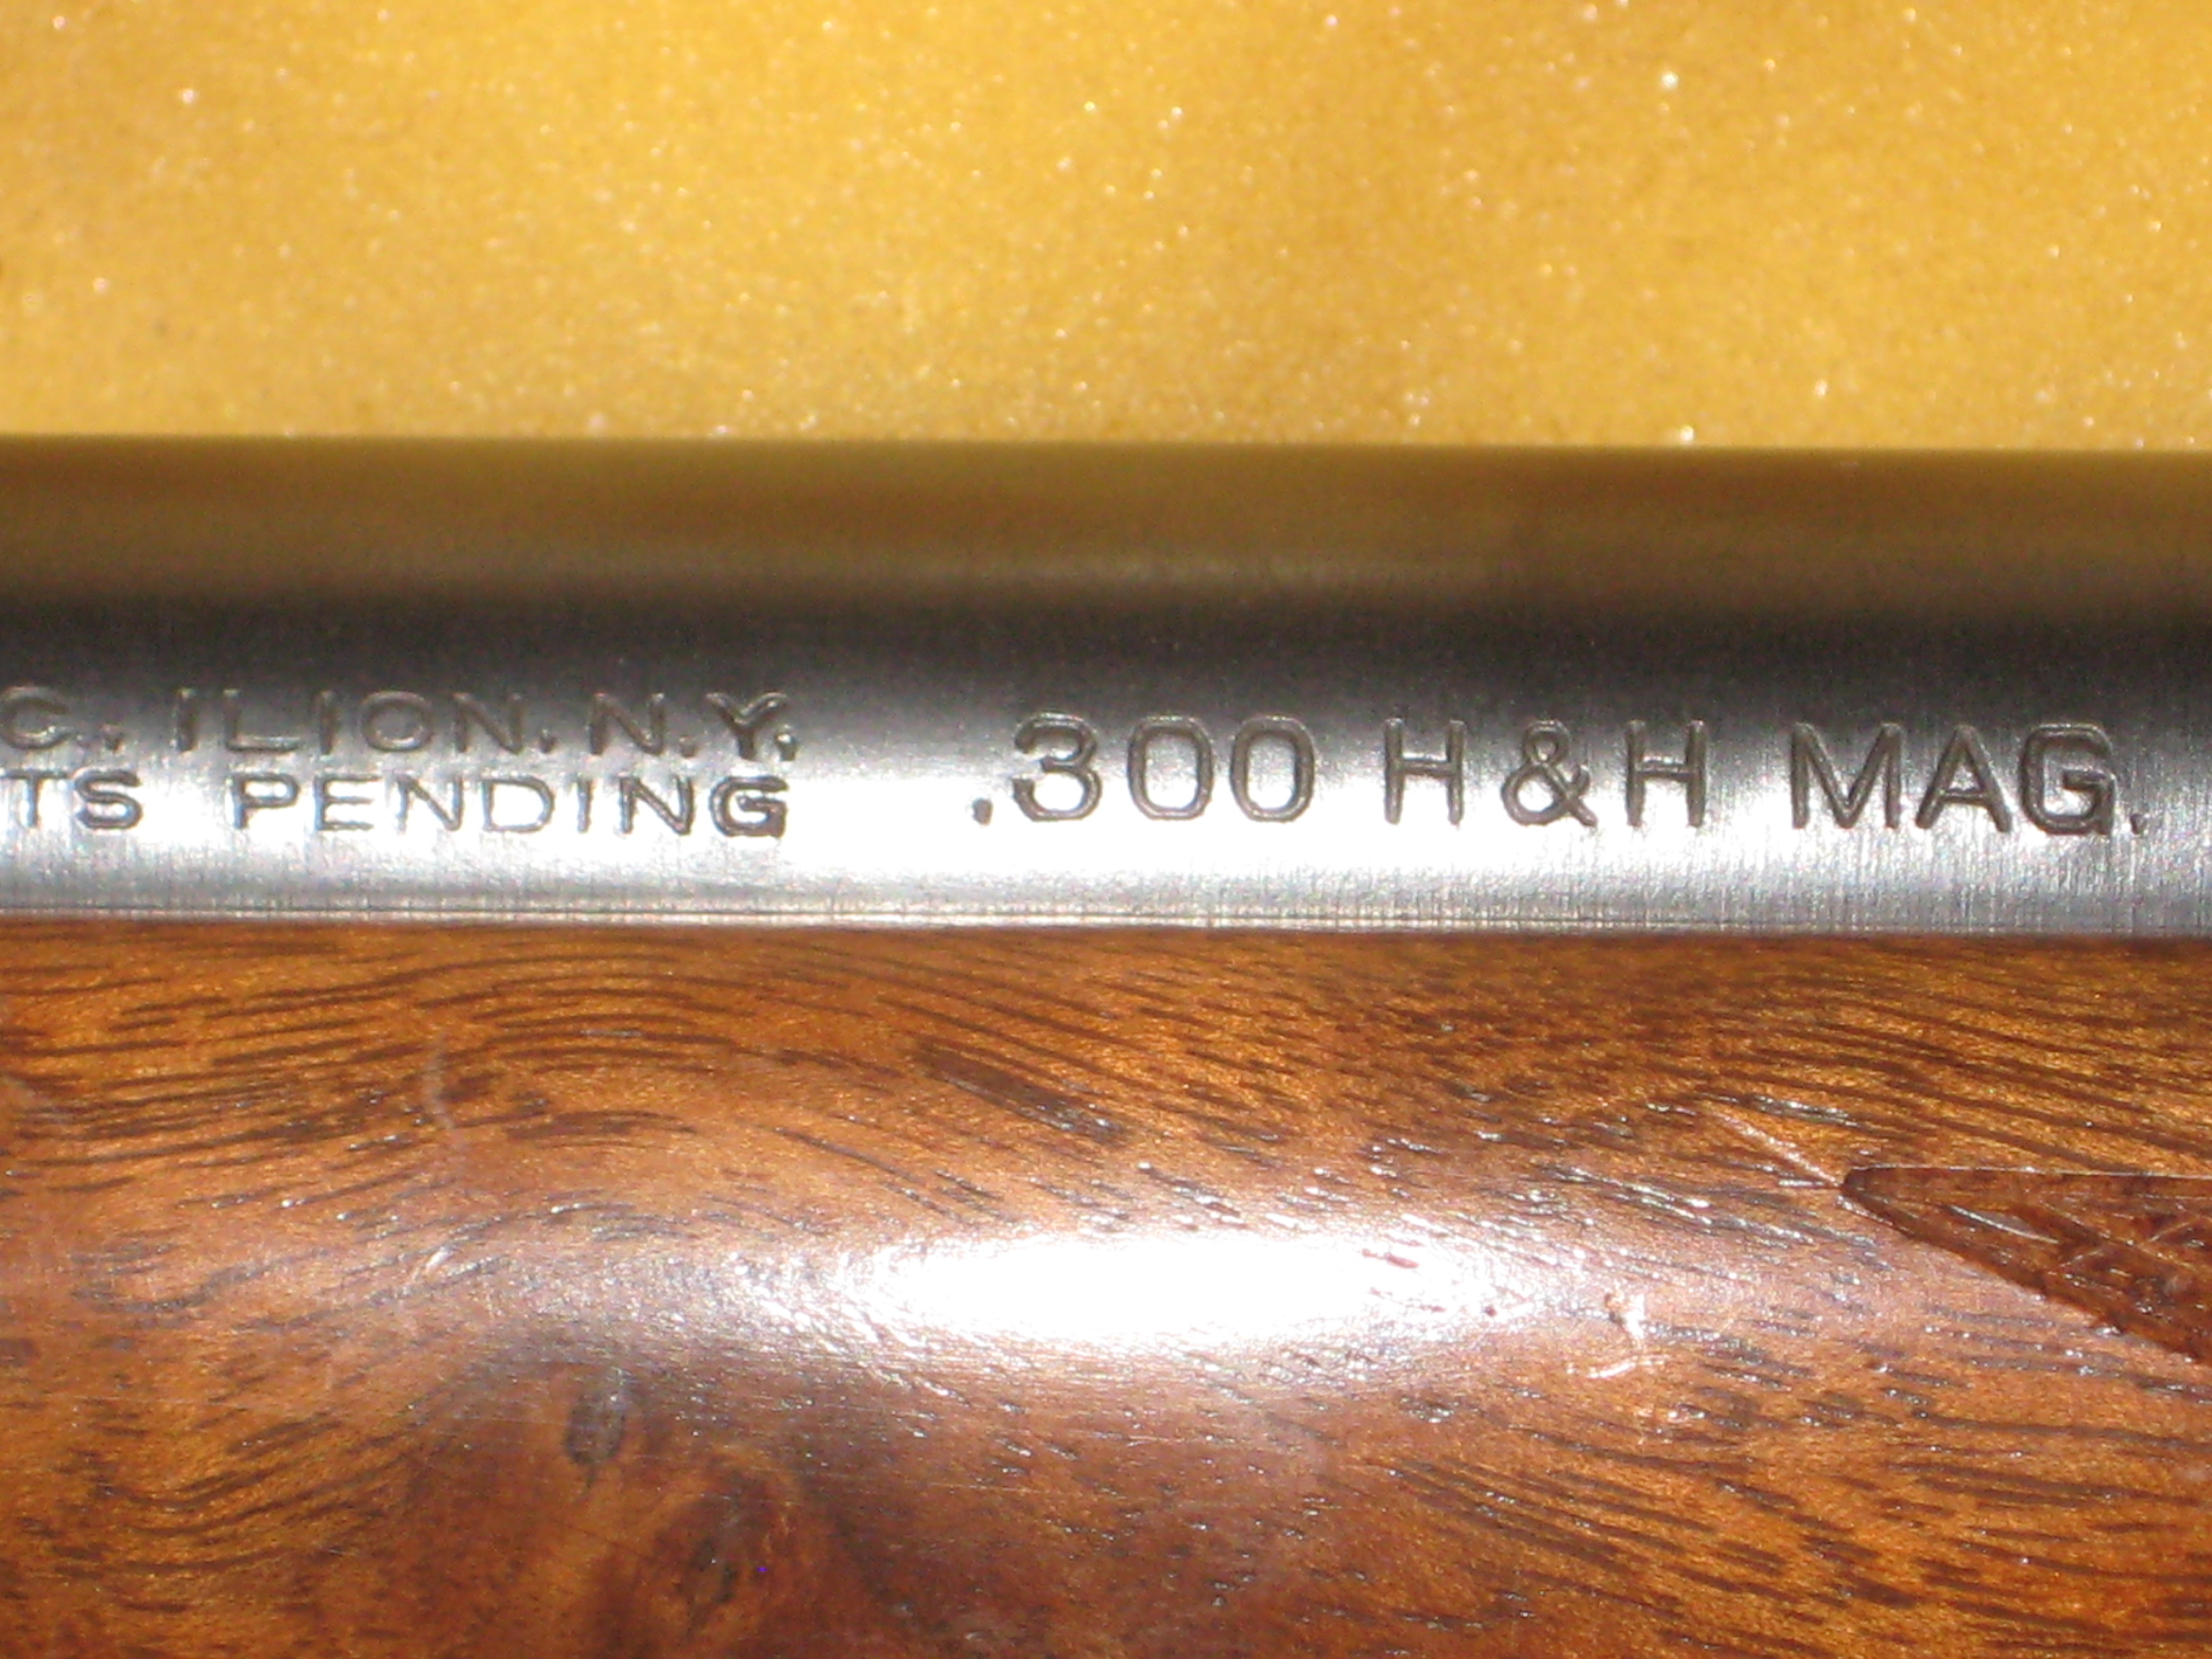 C. ILION. N.Y. .300 H&H MAG.
TS PENDING